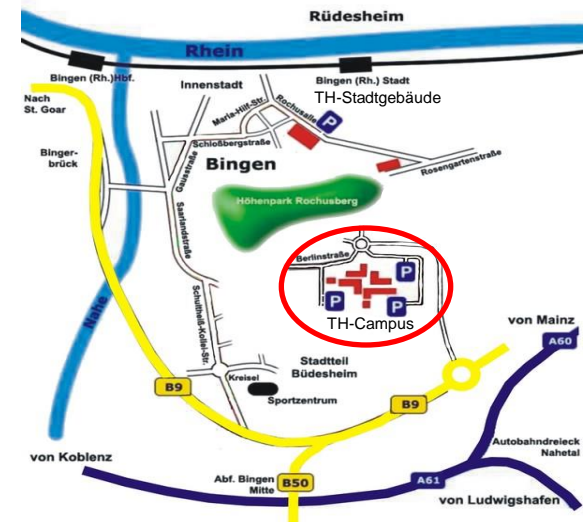 Rüdesheim
Rhein
Bingen (Rh.)Hbf.
Bingen (Rh.) Stadt
Innenstadt
TH-Stadtgebäude
Nach
St. Goar
Maria-Hilf-Str.
Rochusallee
P
Schloßbergstraße
Binger-
brück
Gaustraße
Bingen
Rosengartenstraße
Höhenpark Rochusberg
Saarlandstraße
Berlinstraße
P
P
P
TH-Campus
Nahe
Schultheiß-Kollei-Str.
von Mainz
A60
Stadtteil
Büdesheim
Kreisel
B9
Sportzentrum
B9
von Koblenz
Autobahndreieck
Nahetal
Abf. Bingen
Mitte
B50
A61
von Ludwigshafen